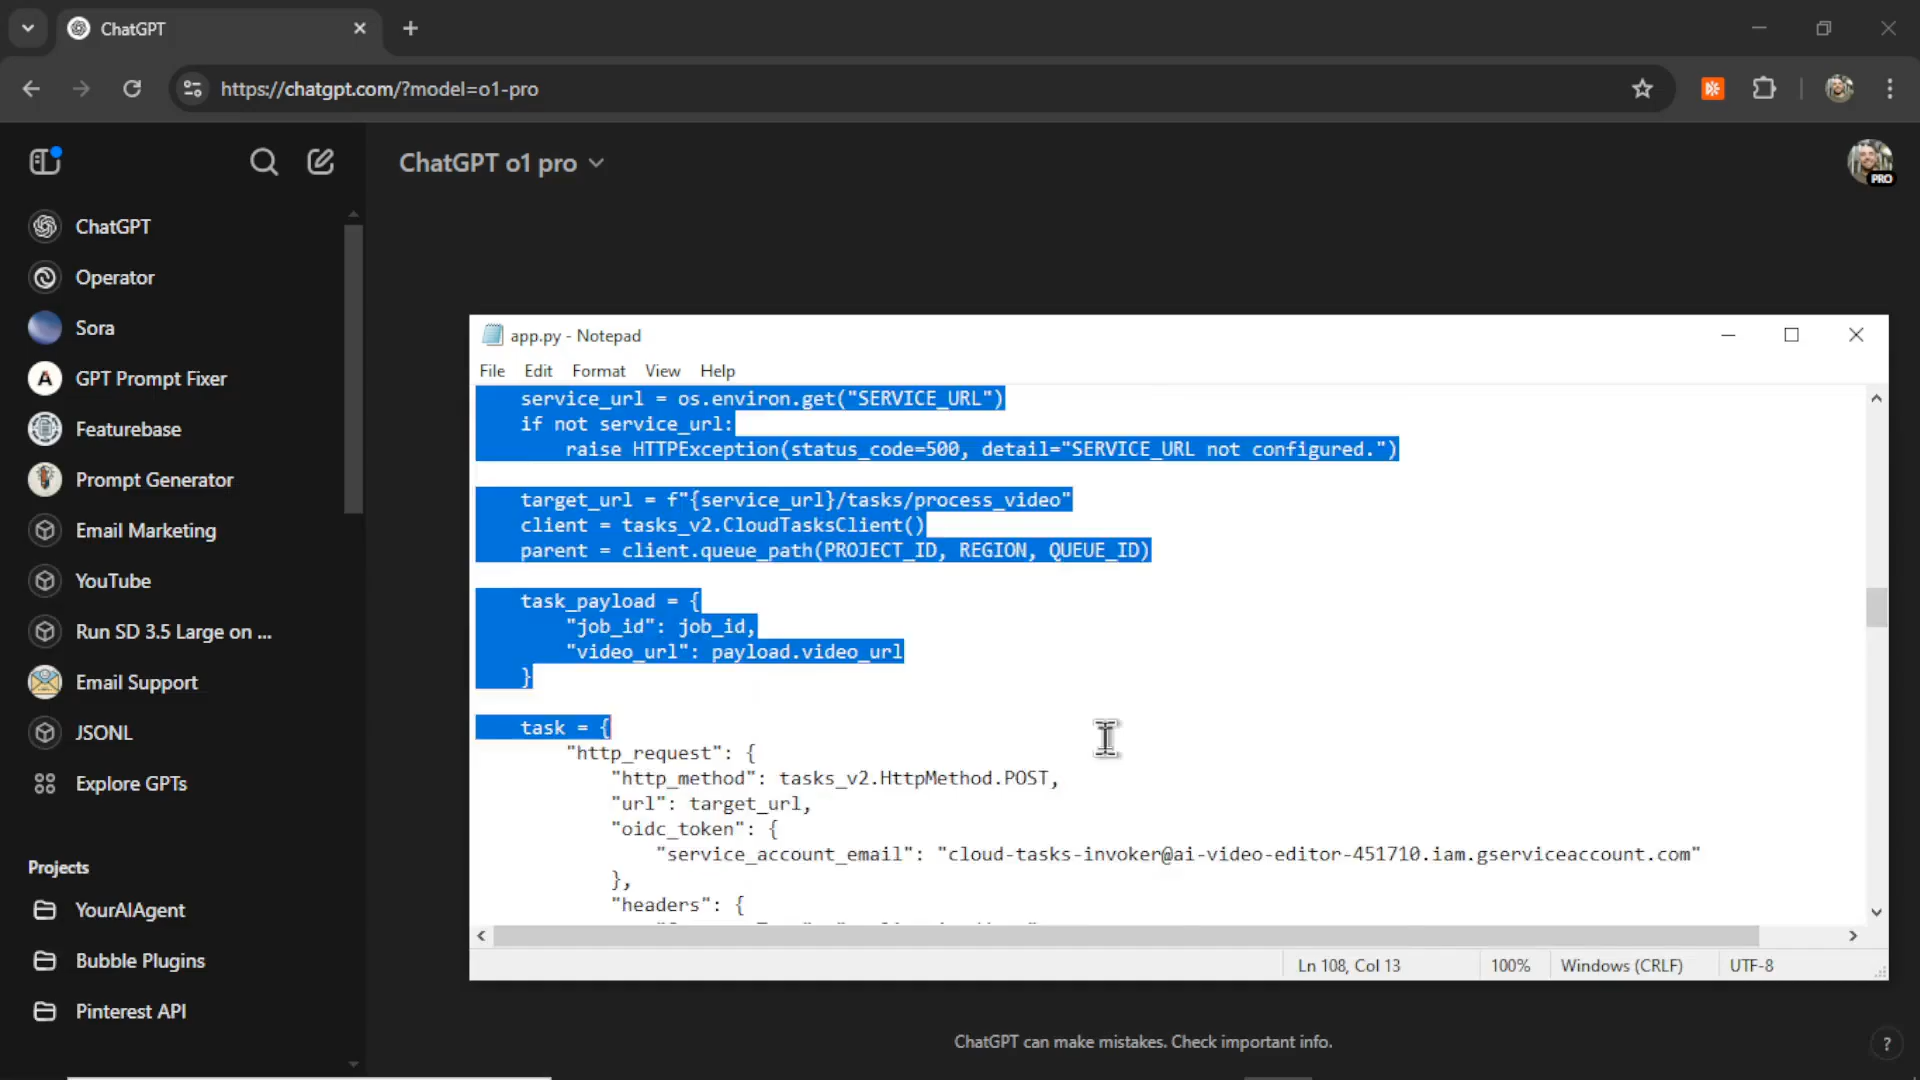 ChatGPT
https://chatgpt.com/?model=o1-pro
ChatGPT o1 pro
PRO
ChatGPT
Operator
Sora
GPT Prompt Fixer
Featurebase
Prompt Generator
Email Marketing
YouTube
Run SD 3.5 Large on ...
Email Support
JSONL
Explore GPTs
Projects
YourAIAgent
Bubble Plugins
Pinterest API
app.py - Notepad
File Edit Format View Help
service_url = os.environ.get("SERVICE_URL")
if not service_url:
raise HTTPException(status_code=500, detail="SERVICE_URL not configured.")
target_url = f"{service_url}/tasks/process_video"
client = tasks_v2.CloudTasksClient()
parent = client.queue_path(PROJECT_ID, REGION, QUEUE_ID)
task_payload = {
"job_id": job_id,
"video_url": payload.video_url
}
task = {
"http_request": {
"http_method": tasks_v2.HttpMethod.POST,
"url": target_url,
"oidc_token": {
"service_account_email": "cloud-tasks-invoker@ai-video-editor-451710.iam.gserviceaccount.com"
},
"headers": {
Ln 108, Col 13 100% Windows (CRLF) UTF-8
ChatGPT can make mistakes. Check important info.
?